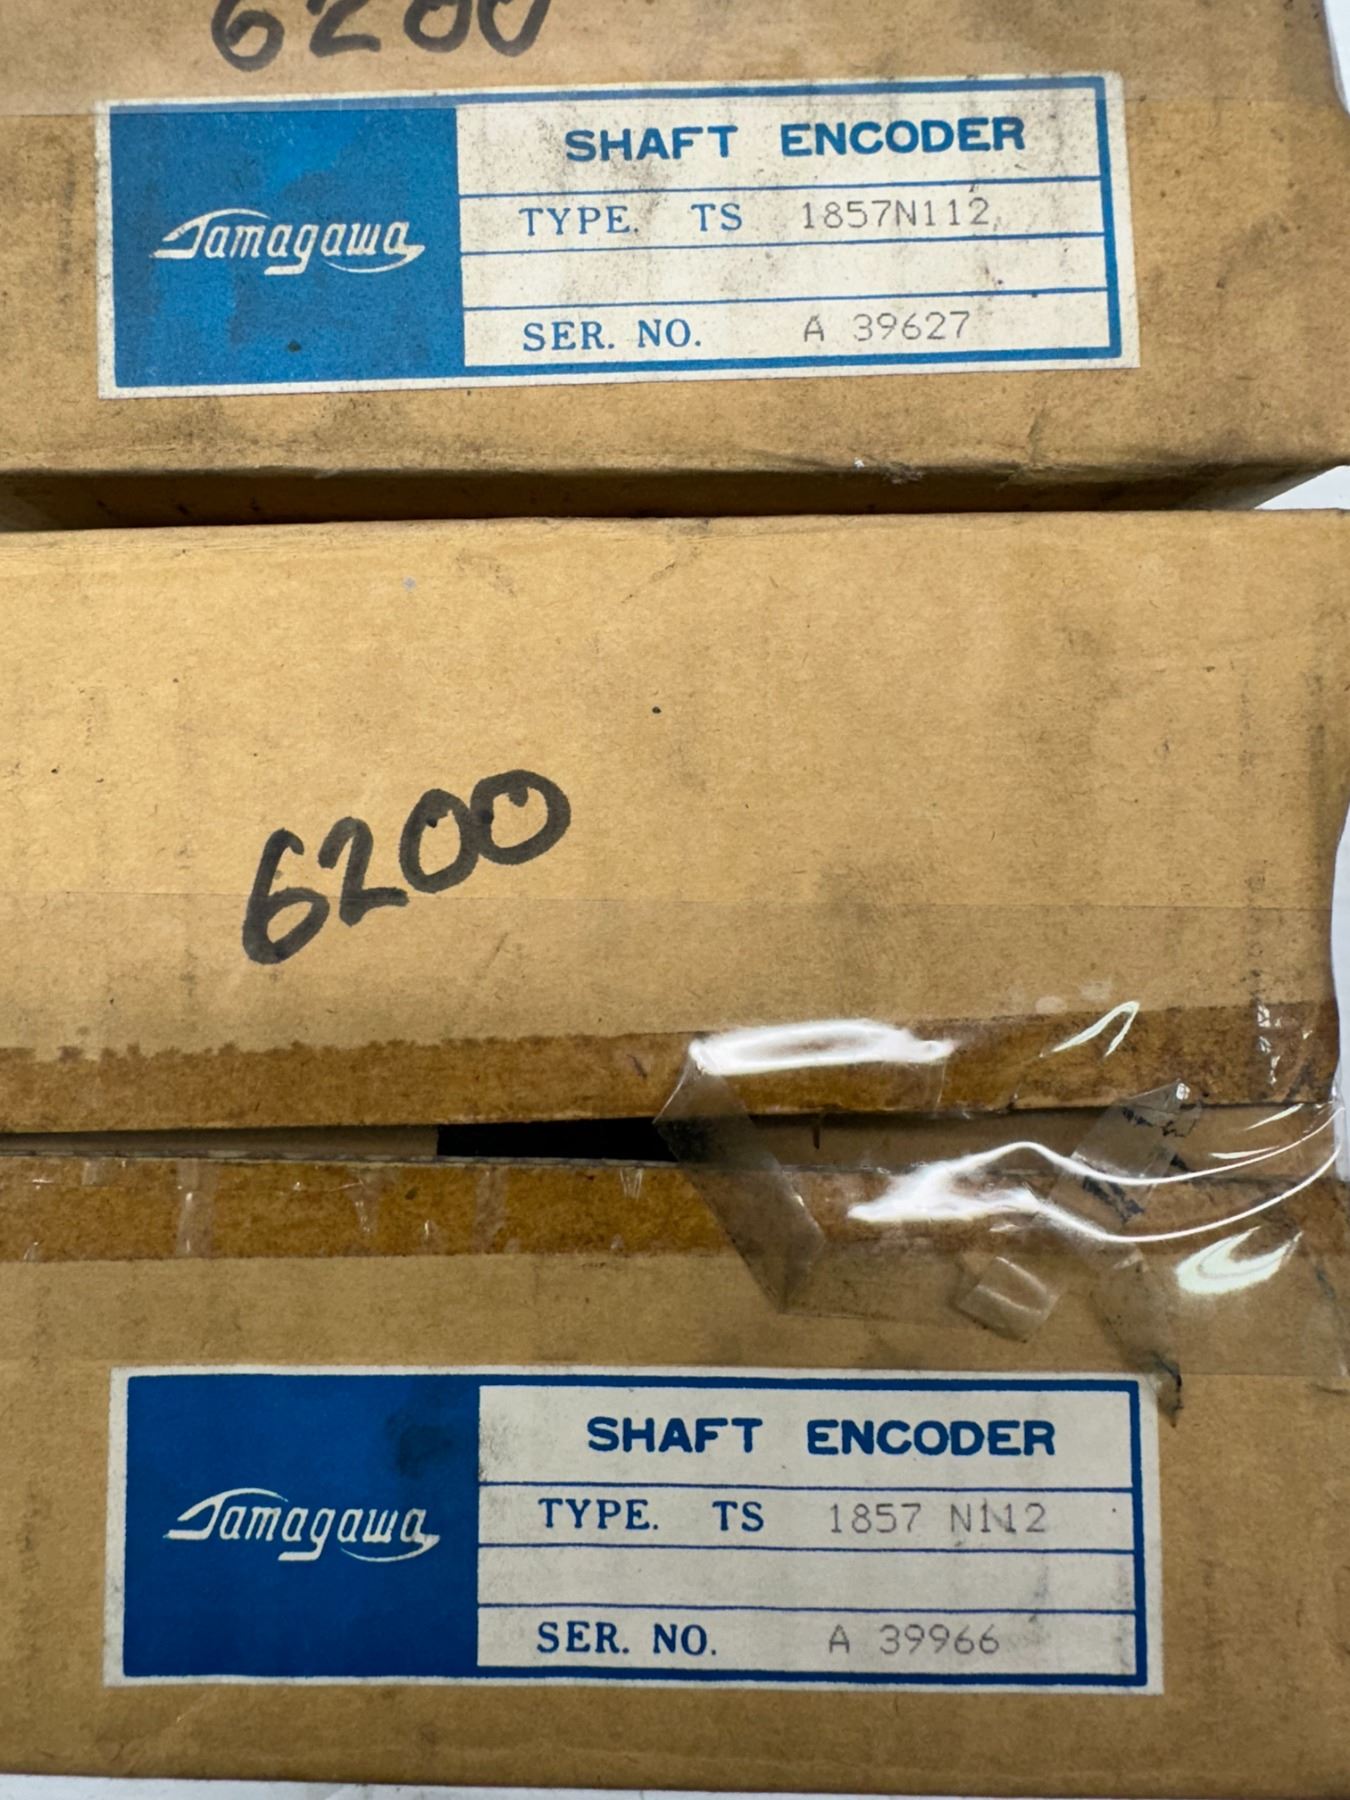 6200
Tamagawa
SHAFT ENCODER
TYPE. TS 1857N112
SER. NO. A 39627
6200
Tamagawa
SHAFT ENCODER
TYPE. TS 1857 N112
SER. NO. A 39966